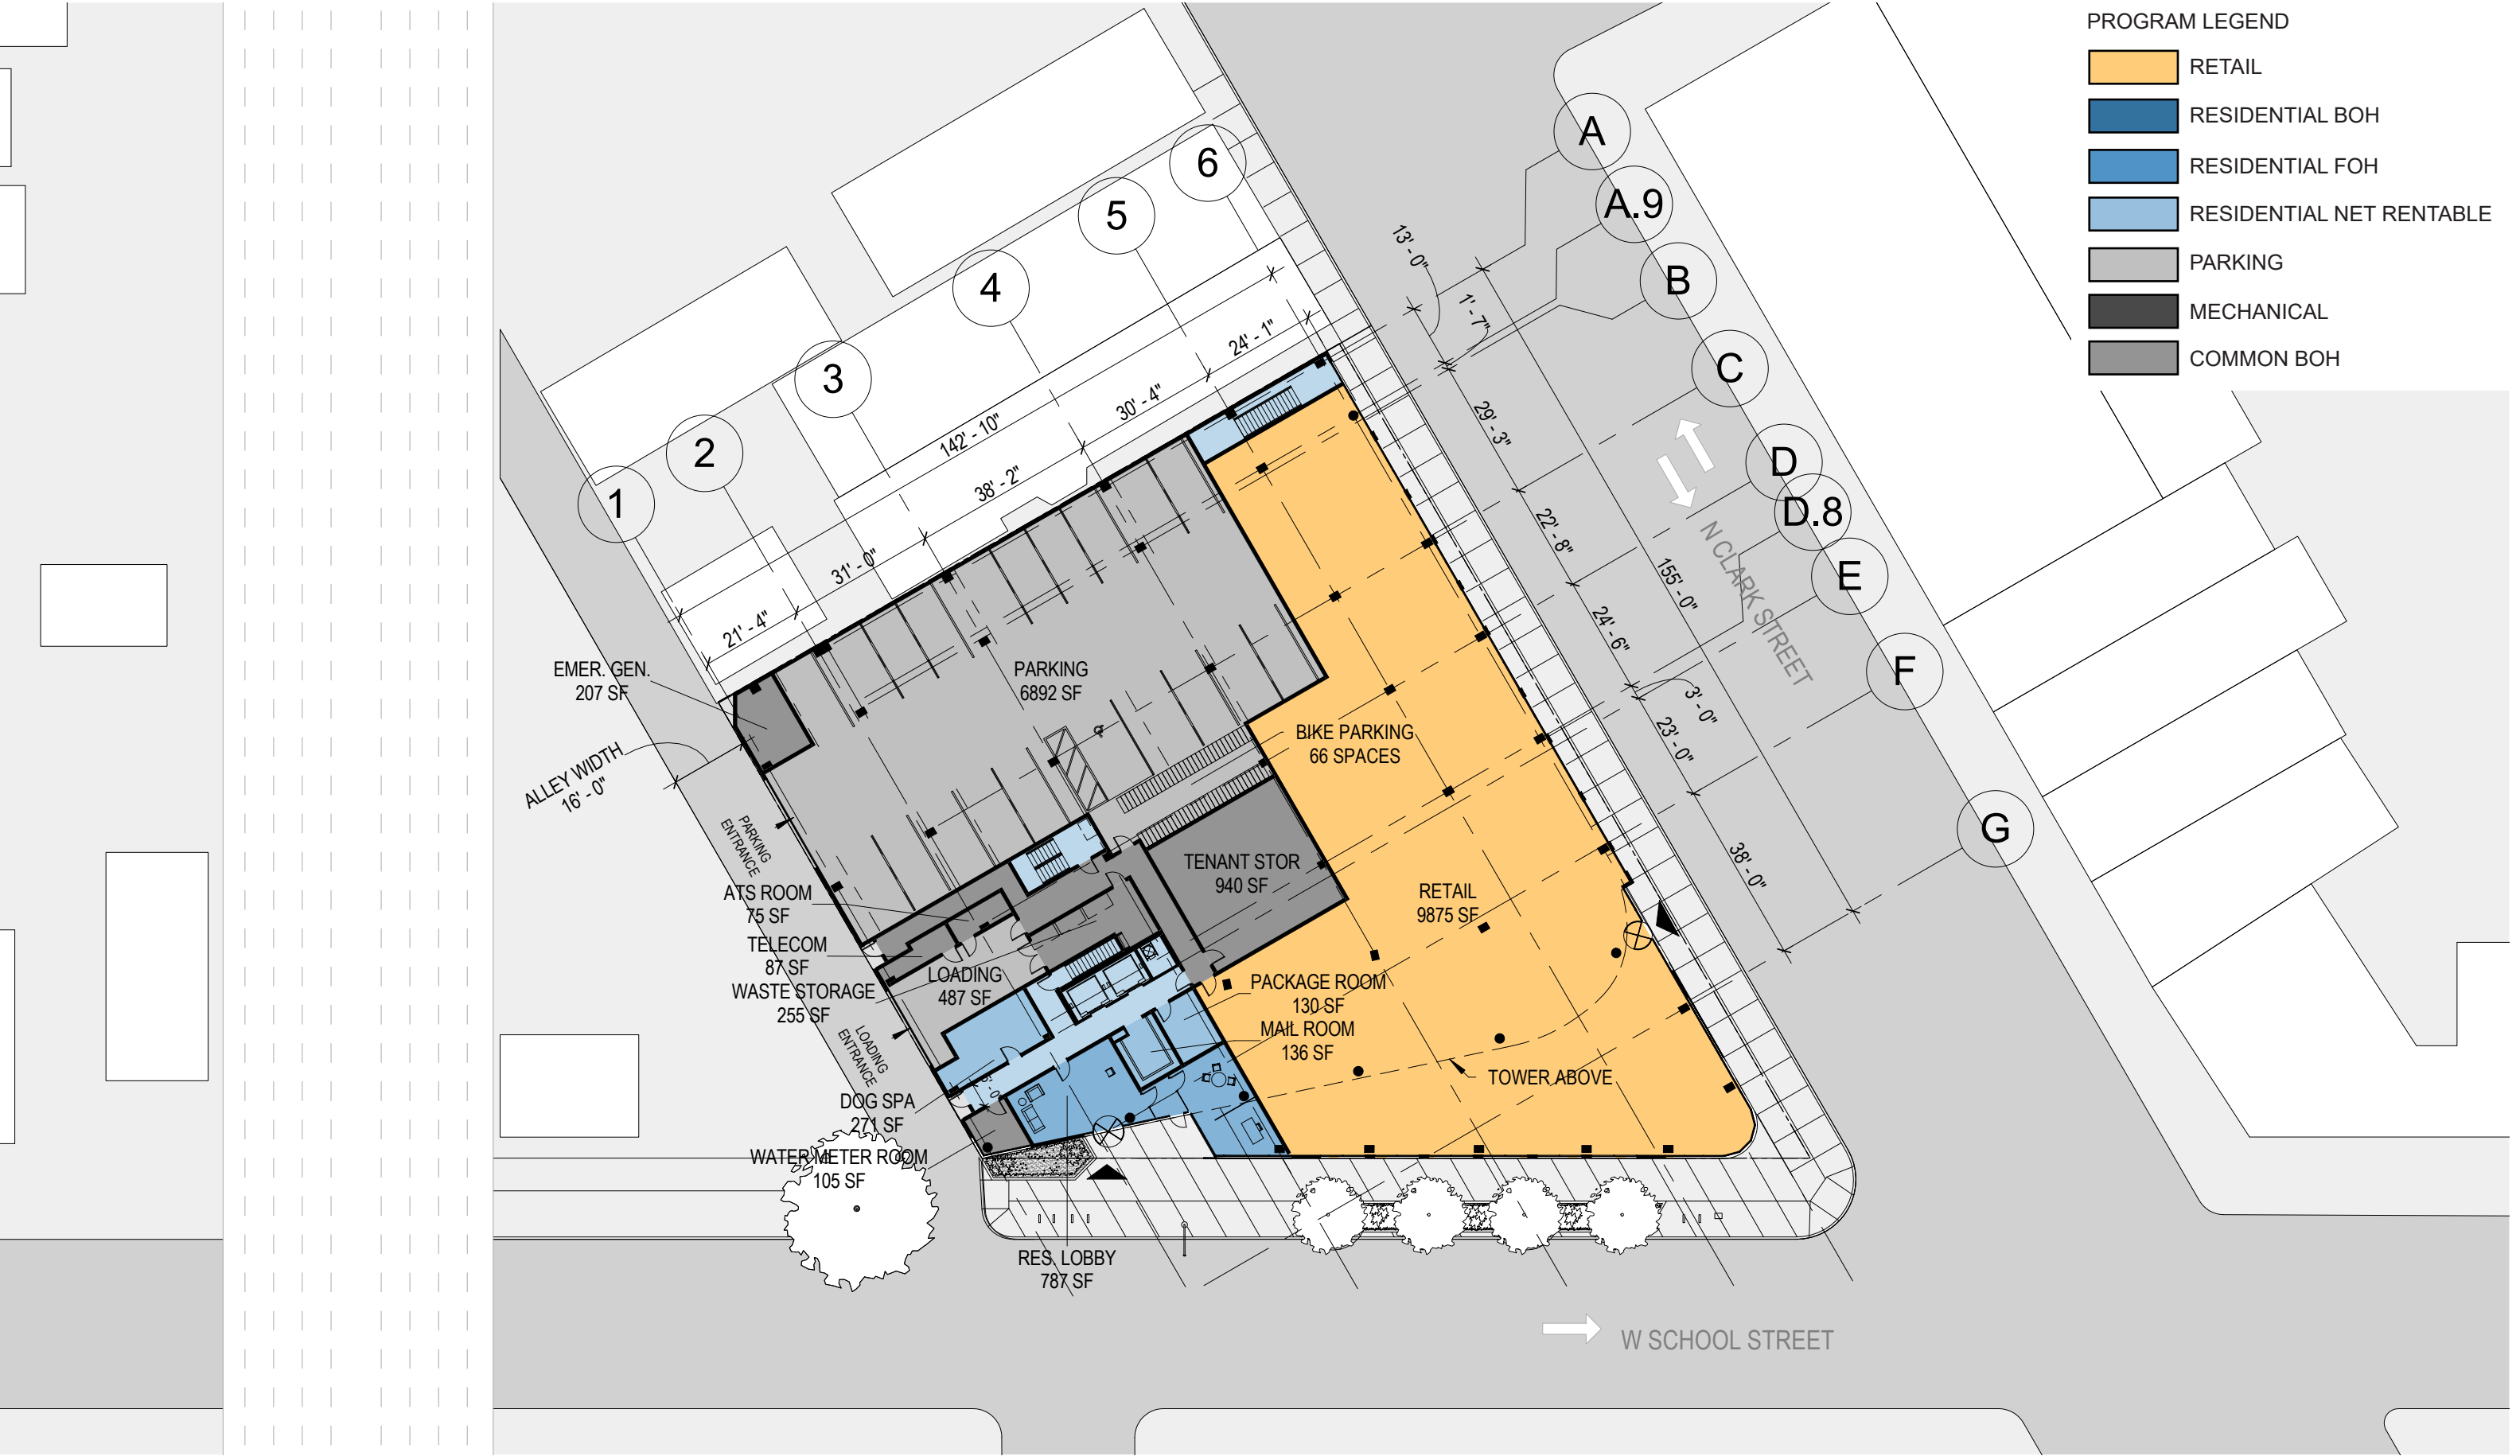 PROGRAM LEGEND
RETAIL
RESIDENTIAL BOH
RESIDENTIAL FOH
RESIDENTIAL NET RENTABLE
PARKING
MECHANICAL
COMMON BOH
A
A.9
B
C
D
D.8
E
F
G
6
5
4
3
2
1
13' - 0"
1' - 7"
29' - 3"
22' - 8"
155' - 0"
24' - 6"
3' - 0"
23' - 0"
38' - 0"
24' - 1"
30' - 4"
142' - 10"
38' - 2"
31' - 0"
21' - 4"
N CLARK STREET
EMER. GEN.
207 SF
PARKING
6892 SF
BIKE PARKING
66 SPACES
ALLEY WIDTH
16' - 0"
PARKING
ENTRANCE
TENANT STOR
940 SF
RETAIL
9875 SF
ATS ROOM
75 SF
TELECOM
87 SF
WASTE STORAGE
255 SF
LOADING
487 SF
PACKAGE ROOM
130 SF
MAIL ROOM
136 SF
LOADING
ENTRANCE
TOWER ABOVE
DOG SPA
271 SF
WATER METER ROOM
105 SF
RES. LOBBY
787 SF
W SCHOOL STREET